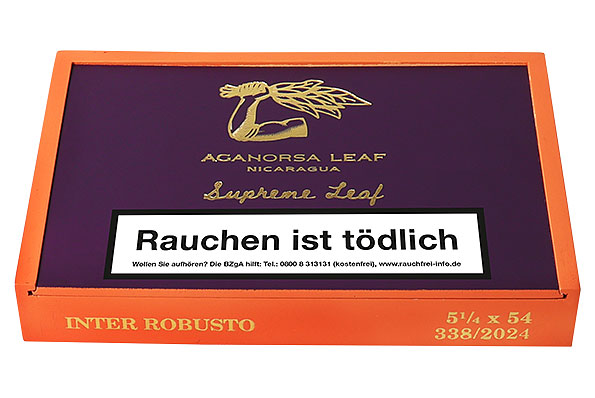 AGANORSA LEAF
NICARAGUA
Supreme Leaf
Rauchen ist tödlich
Wollen Sie aufhören? Die BZgA hilft: Tel.: 0800 8 313131 (kostenfrei), www.rauchfrei-info.de
INTER ROBUSTO
5¼ x 54
338/2024